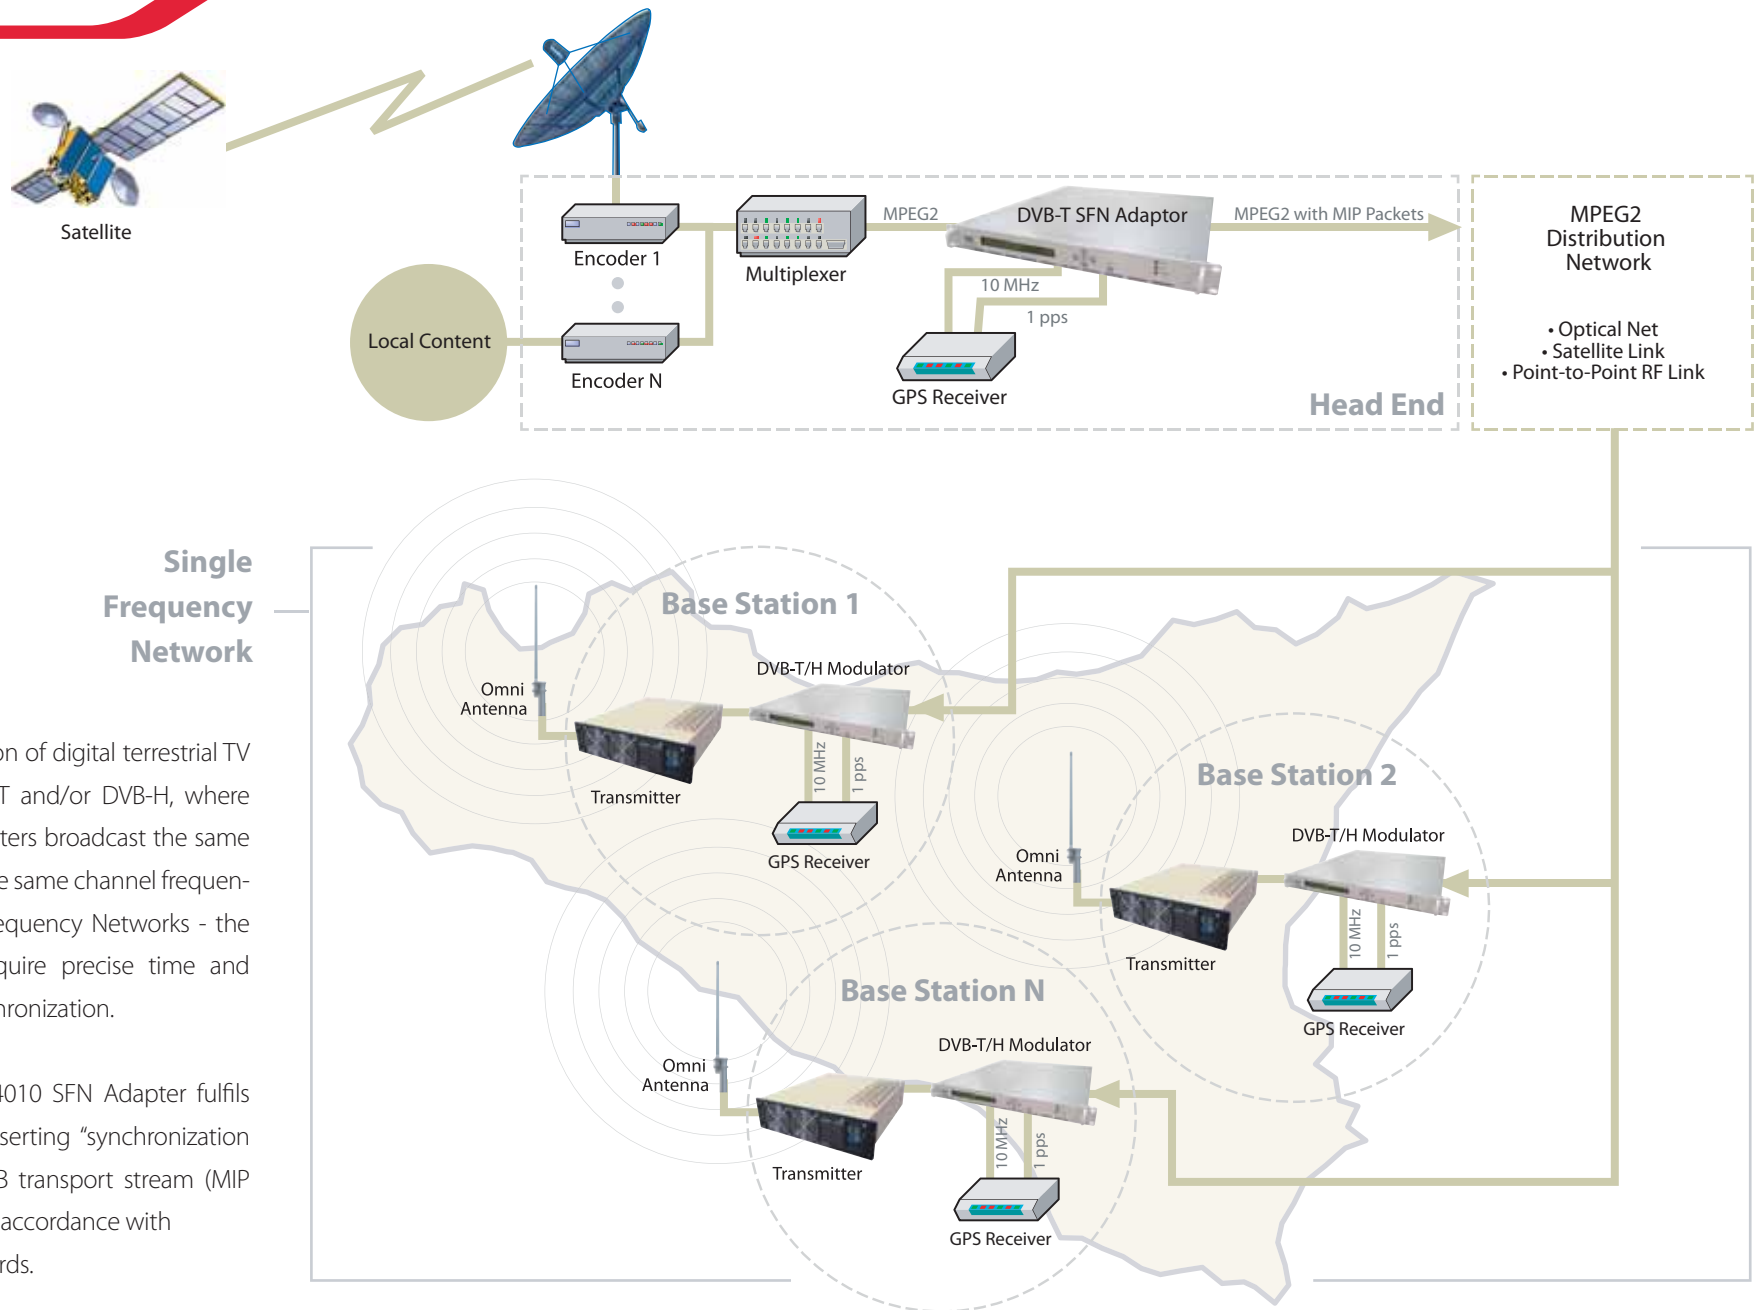 Satellite
Encoder 1
Encoder N
Local Content
Multiplexer
MPEG2
DVB-T SFN Adaptor
MPEG2 with MIP Packets
10 MHz
1 pps
GPS Receiver
Head End
MPEG2
Distribution
Network
• Optical Net
• Satellite Link
• Point-to-Point RF Link
Single
Frequency
Network
Base Station 1
DVB-T/H Modulator
Omni
Antenna
Transmitter
10 MHz
1 pps
GPS Receiver
Base Station 2
DVB-T/H Modulator
Omni
Antenna
Transmitter
10 MHz
1 pps
GPS Receiver
Base Station N
DVB-T/H Modulator
Omni
Antenna
Transmitter
10 MHz
1 pps
GPS Receiver
on of digital terrestrial TV
T and/or DVB-H, where
ters broadcast the same
e same channel frequen-
equency Networks - the
quire precise time and
hronization.
4010 SFN Adapter fulfils
serting “synchronization
B transport stream (MIP
accordance with
rds.